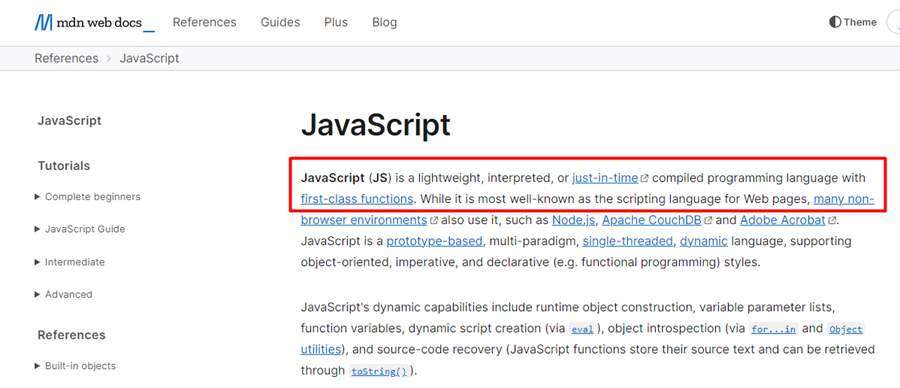 mdn web docs_ References Guides Plus Blog Theme
References > JavaScript
JavaScript
Tutorials
▶ Complete beginners
▶ JavaScript Guide
▶ Intermediate
▶ Advanced
References
▶ Built-in objects
JavaScript
JavaScript (JS) is a lightweight, interpreted, or just-in-time compiled programming language with
first-class functions. While it is most well-known as the scripting language for Web pages, many non-
browser environments also use it, such as Node.js, Apache CouchDB and Adobe Acrobat.
JavaScript is a prototype-based, multi-paradigm, single-threaded, dynamic language, supporting
object-oriented, imperative, and declarative (e.g. functional programming) styles.
JavaScript's dynamic capabilities include runtime object construction, variable parameter lists,
function variables, dynamic script creation (via eval), object introspection (via for...in and Object
utilities), and source-code recovery (JavaScript functions store their source text and can be retrieved
through toString()).